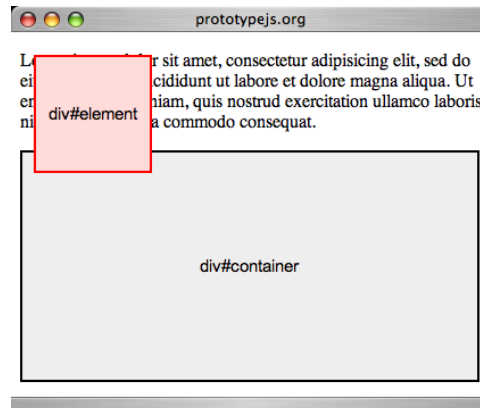 prototypejs.org
r sit amet, consectetur adipisicing elit, sed do
cididunt ut labore et dolore magna aliqua. Ut
niam, quis nostrud exercitation ullamco laboris
a commodo consequat.
div#element
div#container